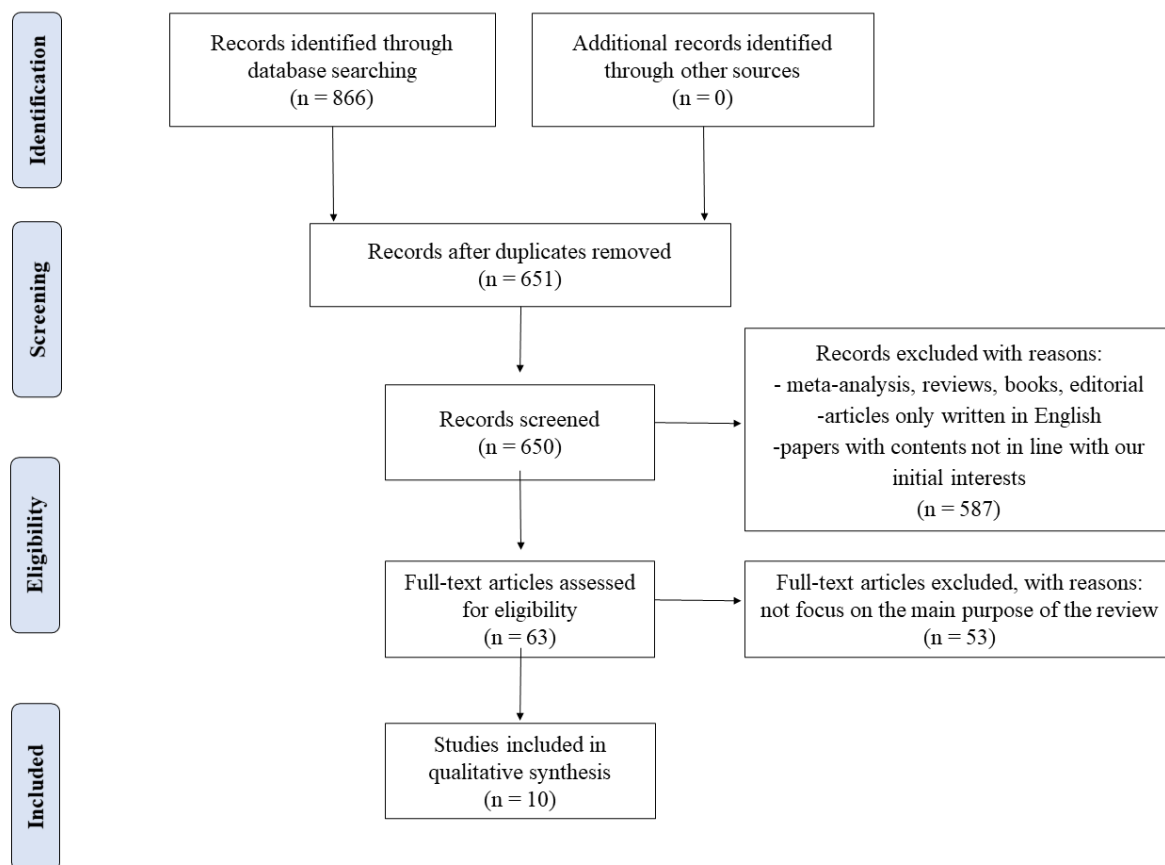 Identification
Records identified through
database searching
(n = 866)
Additional records identified
through other sources
(n = 0)
Screening
Records after duplicates removed
(n = 651)
Records screened
(n = 650)
Records excluded with reasons:
- meta-analysis, reviews, books, editorial
-articles only written in English
-papers with contents not in line with our
initial interests
(n = 587)
Eligibility
Full-text articles assessed
for eligibility
(n = 63)
Full-text articles excluded, with reasons:
not focus on the main purpose of the review
(n = 53)
Included
Studies included in
qualitative synthesis
(n = 10)